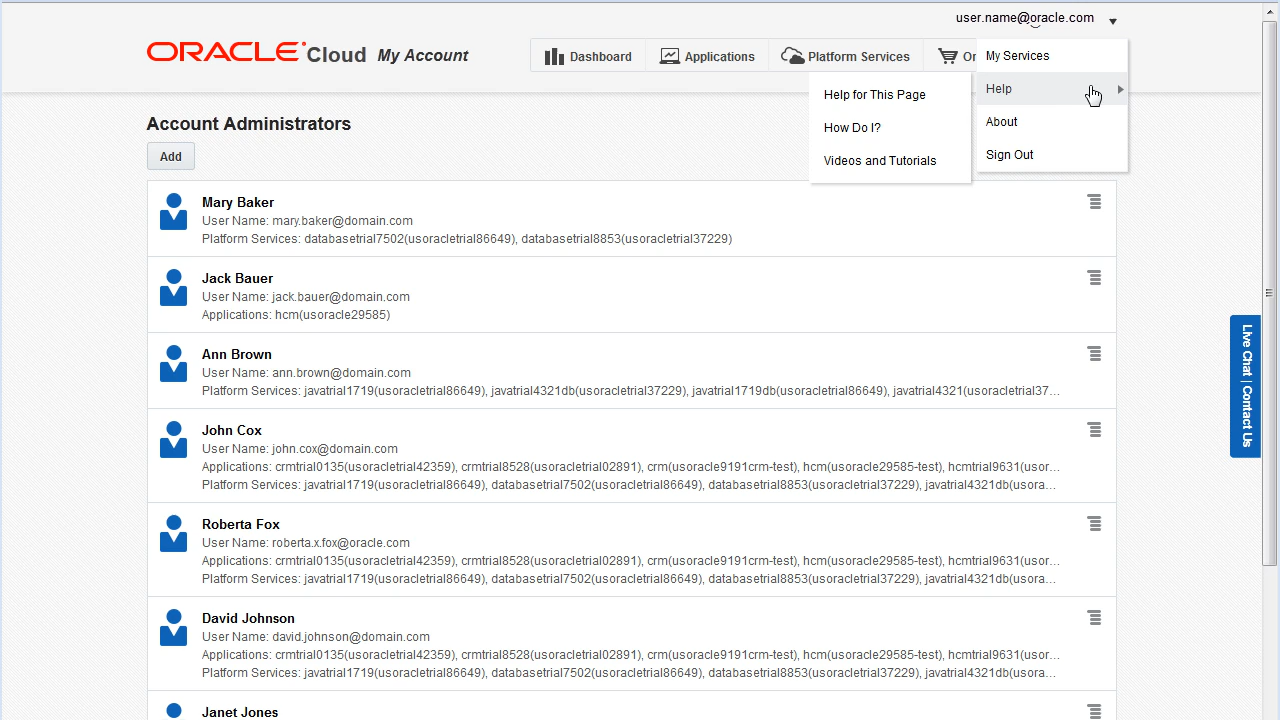 user.name@oracle.com
ORACLE Cloud My Account
Dashboard
Applications
Platform Services
My Services
Help
About
Sign Out
Help for This Page
How Do I?
Videos and Tutorials
Account Administrators
Add
Mary Baker
User Name: mary.baker@domain.com
Platform Services: databasetrial7502(usoracletrial86649), databasetrial8853(usoracletrial37229)
Jack Bauer
User Name: jack.bauer@domain.com
Applications: hcm(usoracle29585)
Ann Brown
User Name: ann.brown@domain.com
Platform Services: javatrial1719(usoracletrial86649), javatrial4321db(usoracletrial37229), javatrial1719db(usoracletrial86649), javatrial4321(usoracletrial37...
John Cox
User Name: john.cox@domain.com
Applications: crmtrial0135(usoracletrial42359), crmtrial8528(usoracletrial02891), crm(usoracle9191crm-test), hcm(usoracle29585-test), hcmtrial9631(usor...
Platform Services: javatrial1719(usoracletrial86649), databasetrial7502(usoracletrial86649), databasetrial8853(usoracletrial37229), javatrial4321db(usora...
Roberta Fox
User Name: roberta.x.fox@oracle.com
Applications: crmtrial0135(usoracletrial42359), crmtrial8528(usoracletrial02891), crm(usoracle9191crm-test), hcm(usoracle29585-test), hcmtrial9631(usor...
Platform Services: javatrial1719(usoracletrial86649), databasetrial7502(usoracletrial86649), databasetrial8853(usoracletrial37229), javatrial4321db(usora...
David Johnson
User Name: david.johnson@domain.com
Applications: crmtrial0135(usoracletrial42359), crmtrial8528(usoracletrial02891), crm(usoracle9191crm-test), hcm(usoracle29585-test), hcmtrial9631(usor...
Platform Services: javatrial1719(usoracletrial86649), databasetrial7502(usoracletrial86649), databasetrial8853(usoracletrial37229), javatrial4321db(usora...
Janet Jones
Live Chat | Contact Us